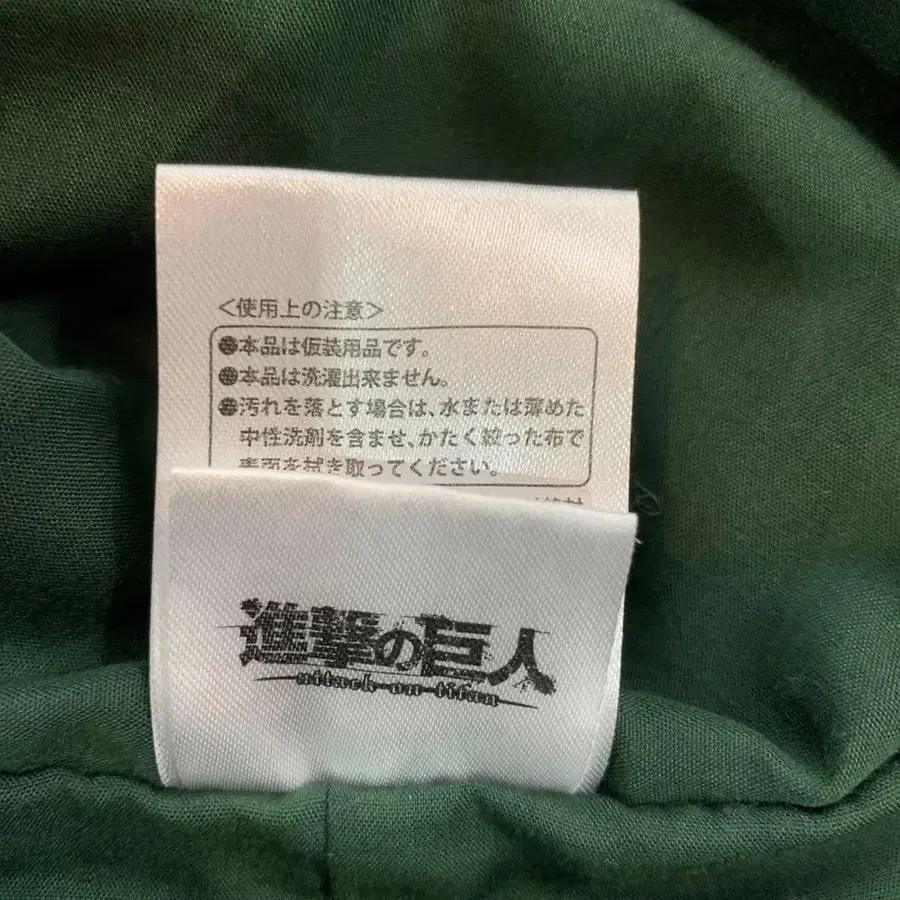 <使用上の注意>
●本品は仮装用品です。
●本品は洗濯出来ません。
●汚れを落とす場合は、水または薄めた
中性洗剤を含ませ、かたく絞った布で
表面を拭き取ってください。
進撃の巨人
attack on titan